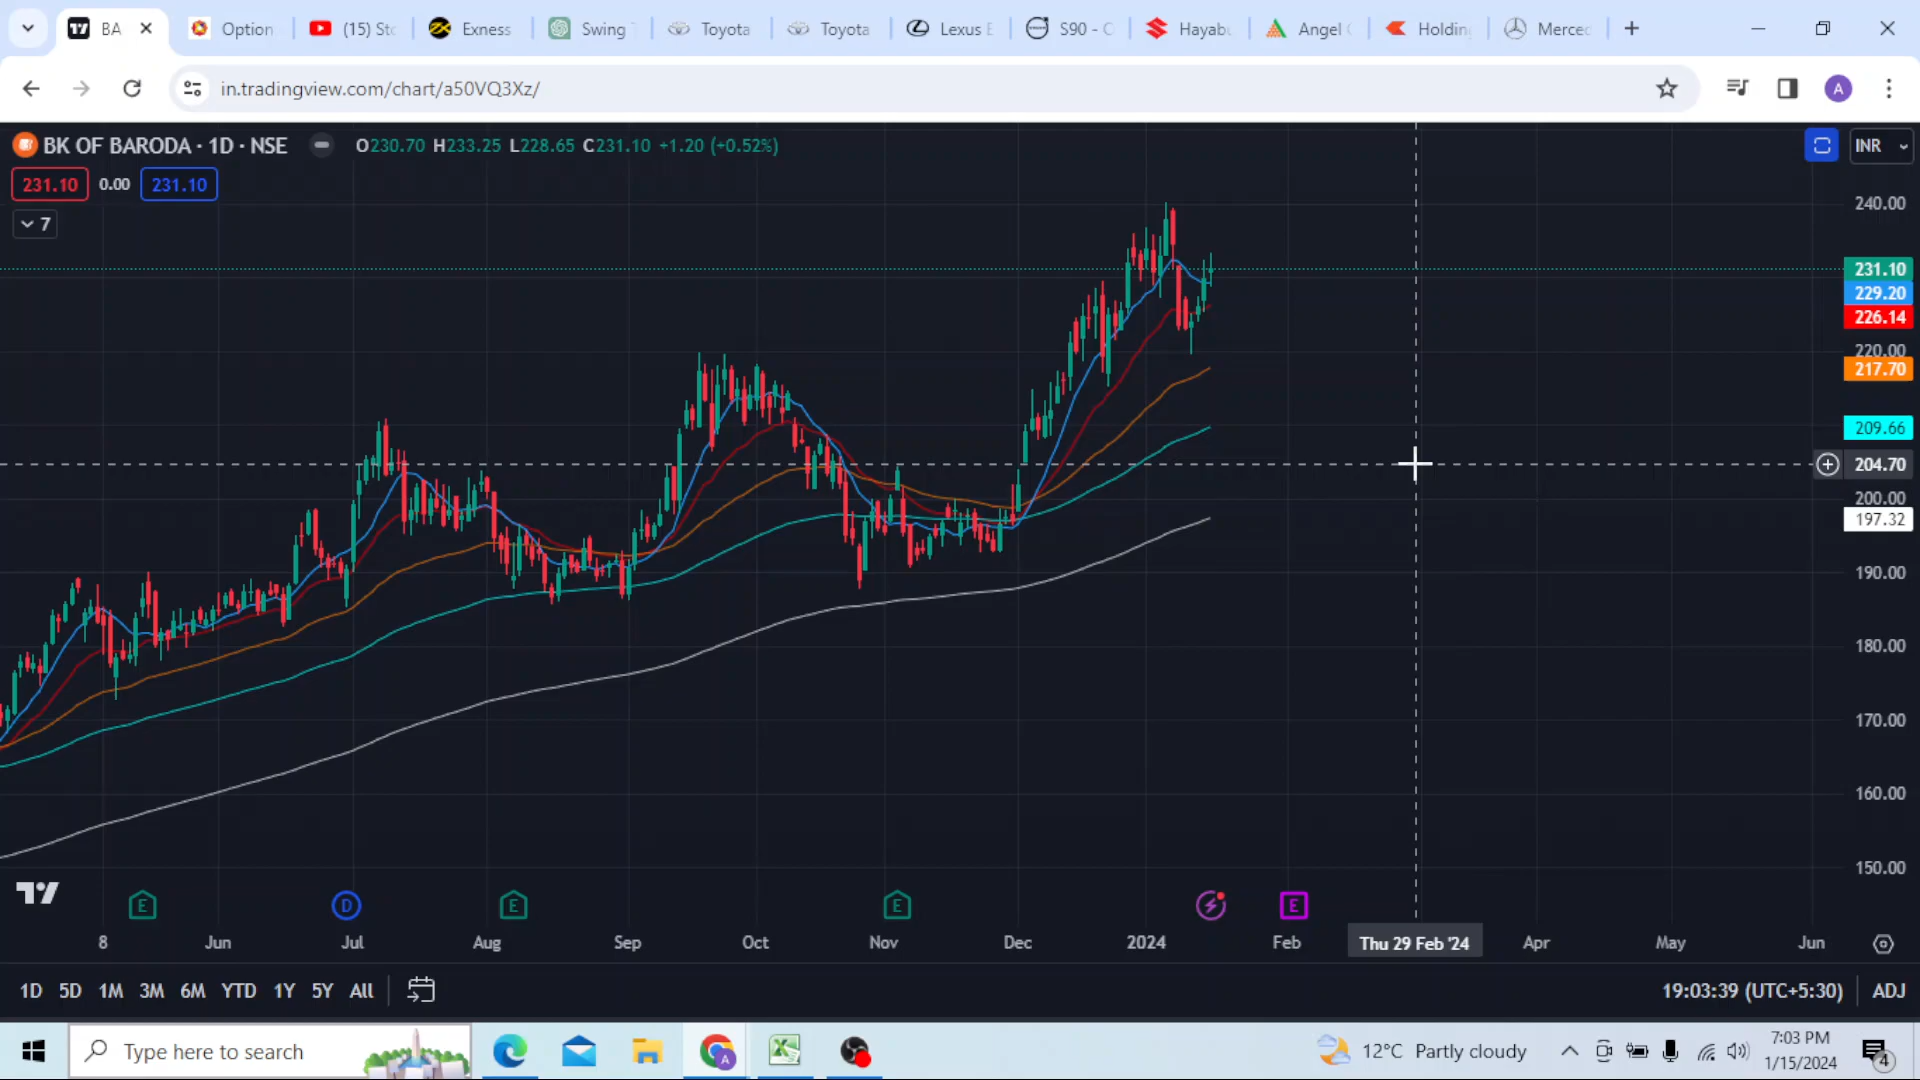 BA
Option
(15) Sto
Exness
Swing
Toyota
Toyota
Lexus E
S90 - C
Hayabu
Angel
Holding
Merced
in.tradingview.com/chart/a50VQ3Xz/
A
BK OF BARODA · 1D · NSE
O230.70 H233.25 L228.65 C231.10 +1.20 (+0.52%)
INR
231.10 0.00 231.10
7
240.00
231.10
229.20
226.14
220.00
217.70
209.66
204.70
200.00
197.32
190.00
180.00
170.00
160.00
150.00
E D E E E
8 Jun Jul Aug Sep Oct Nov Dec 2024 Feb Thu 29 Feb '24 Apr May Jun
1D 5D 1M 3M 6M YTD 1Y 5Y All
19:03:39 (UTC+5:30) ADJ
Type here to search
A
12°C Partly cloudy
7:03 PM
1/15/2024
4